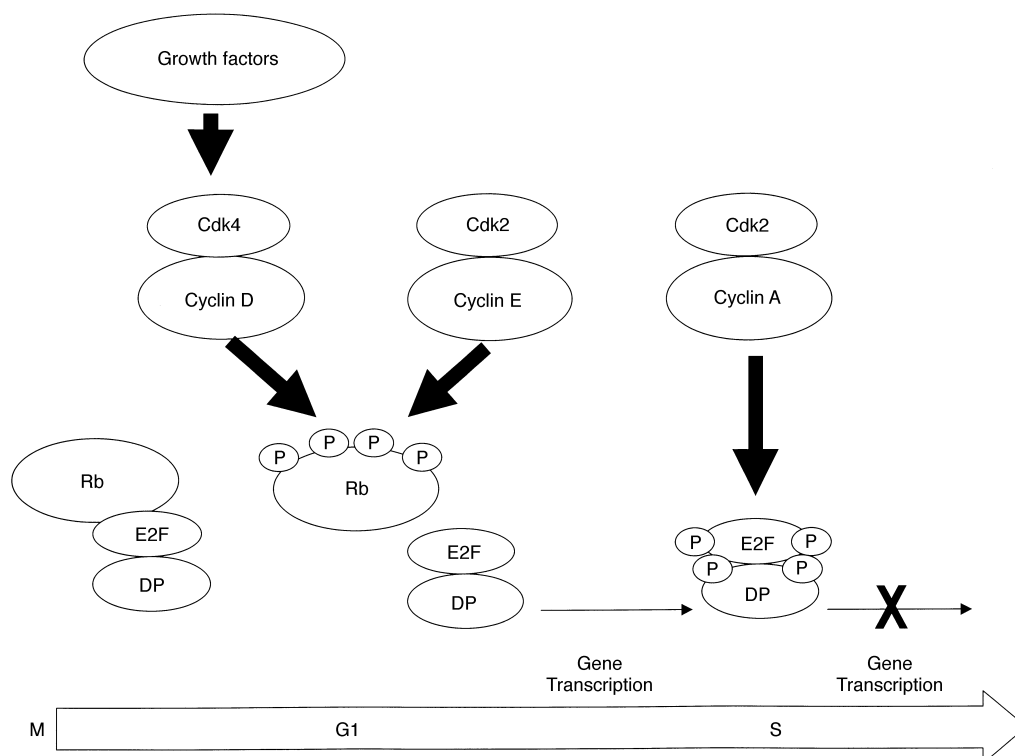 Growth factors
Cdk4
Cdk2
Cdk2
Cyclin D
Cyclin E
Cyclin A
P
P
P
P
Rb
Rb
E2F
DP
E2F
DP
P
E2F
P
P
P
DP
X
Gene
Transcription
Gene
Transcription
M
G1
S